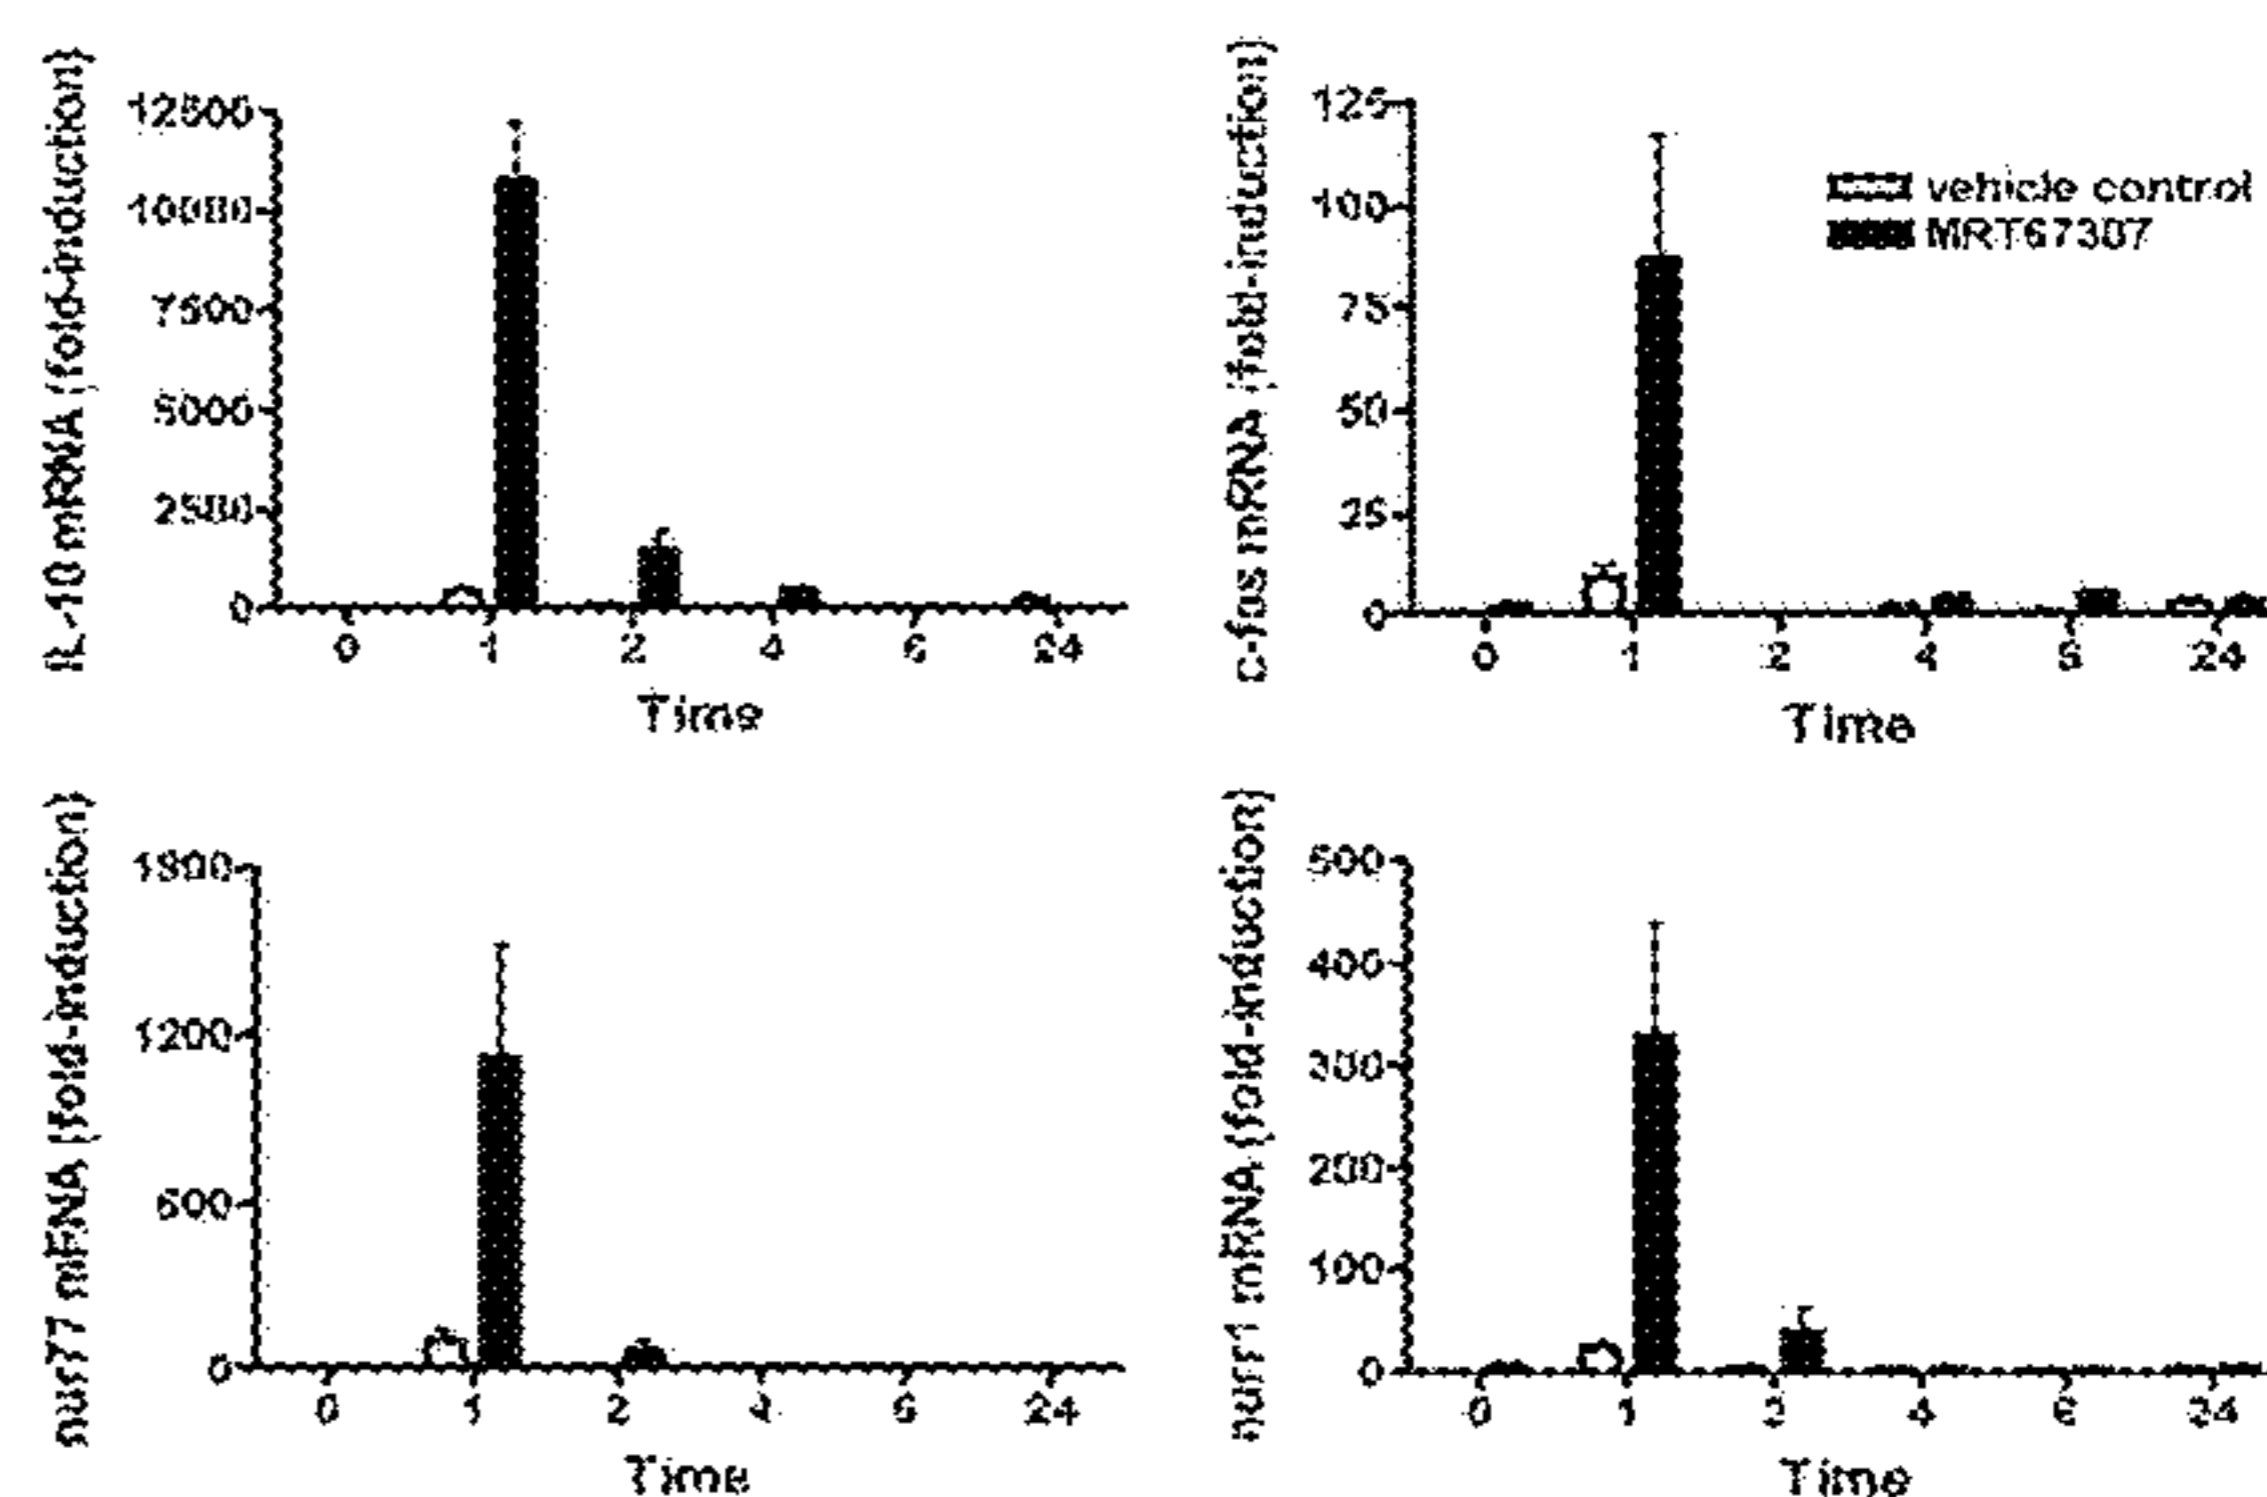 IL-10 mRNA (fold-induction)
12500
10000
7500
5000
2500
0
0 1 2 4 6 24
Time
c-fos mRNA (fold-induction)
125
100
75
50
25
0
0 1 2 4 6 24
Time
vehicle control
MRT67307
nur77 mRNA (fold-induction)
1800
1200
600
0
0 1 2 4 6 24
Time
nurr1 mRNA (fold-induction)
500
400
300
200
100
0
0 1 2 4 6 24
Time